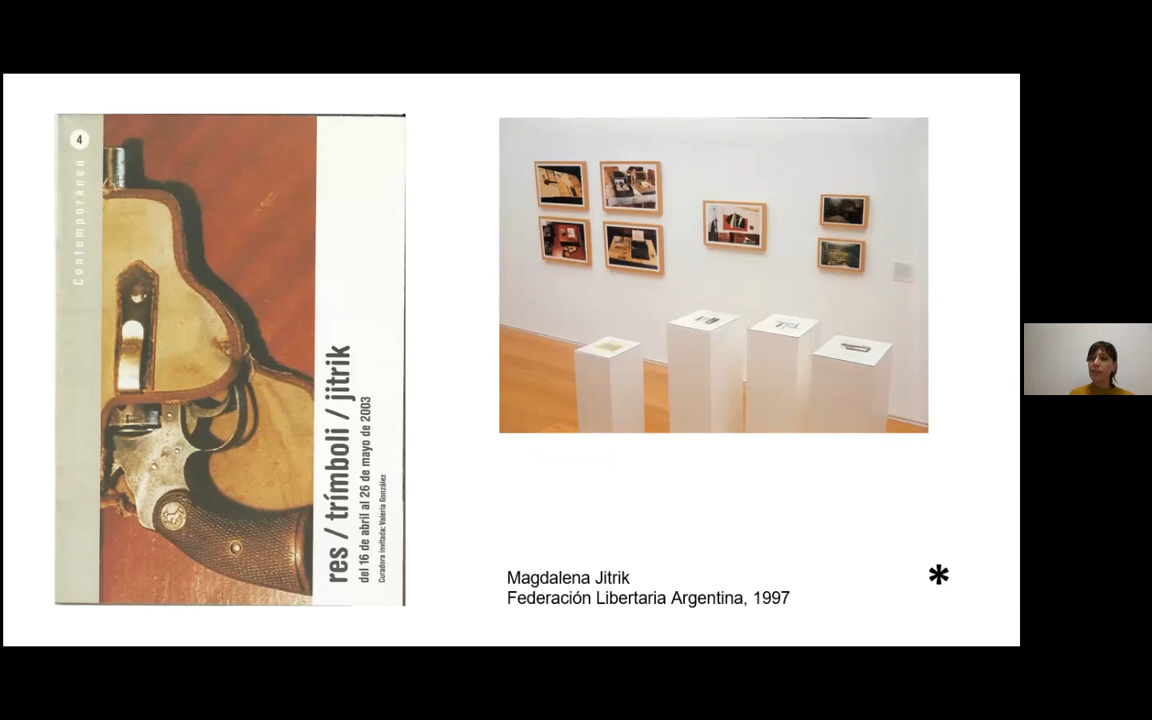 4
Contemporáneo
res / trímboli / jitrik
del 16 de abril al 26 de mayo de 2003
Curadora invitada: Valeria González
Magdalena Jitrik
Federación Libertaria Argentina, 1997
*